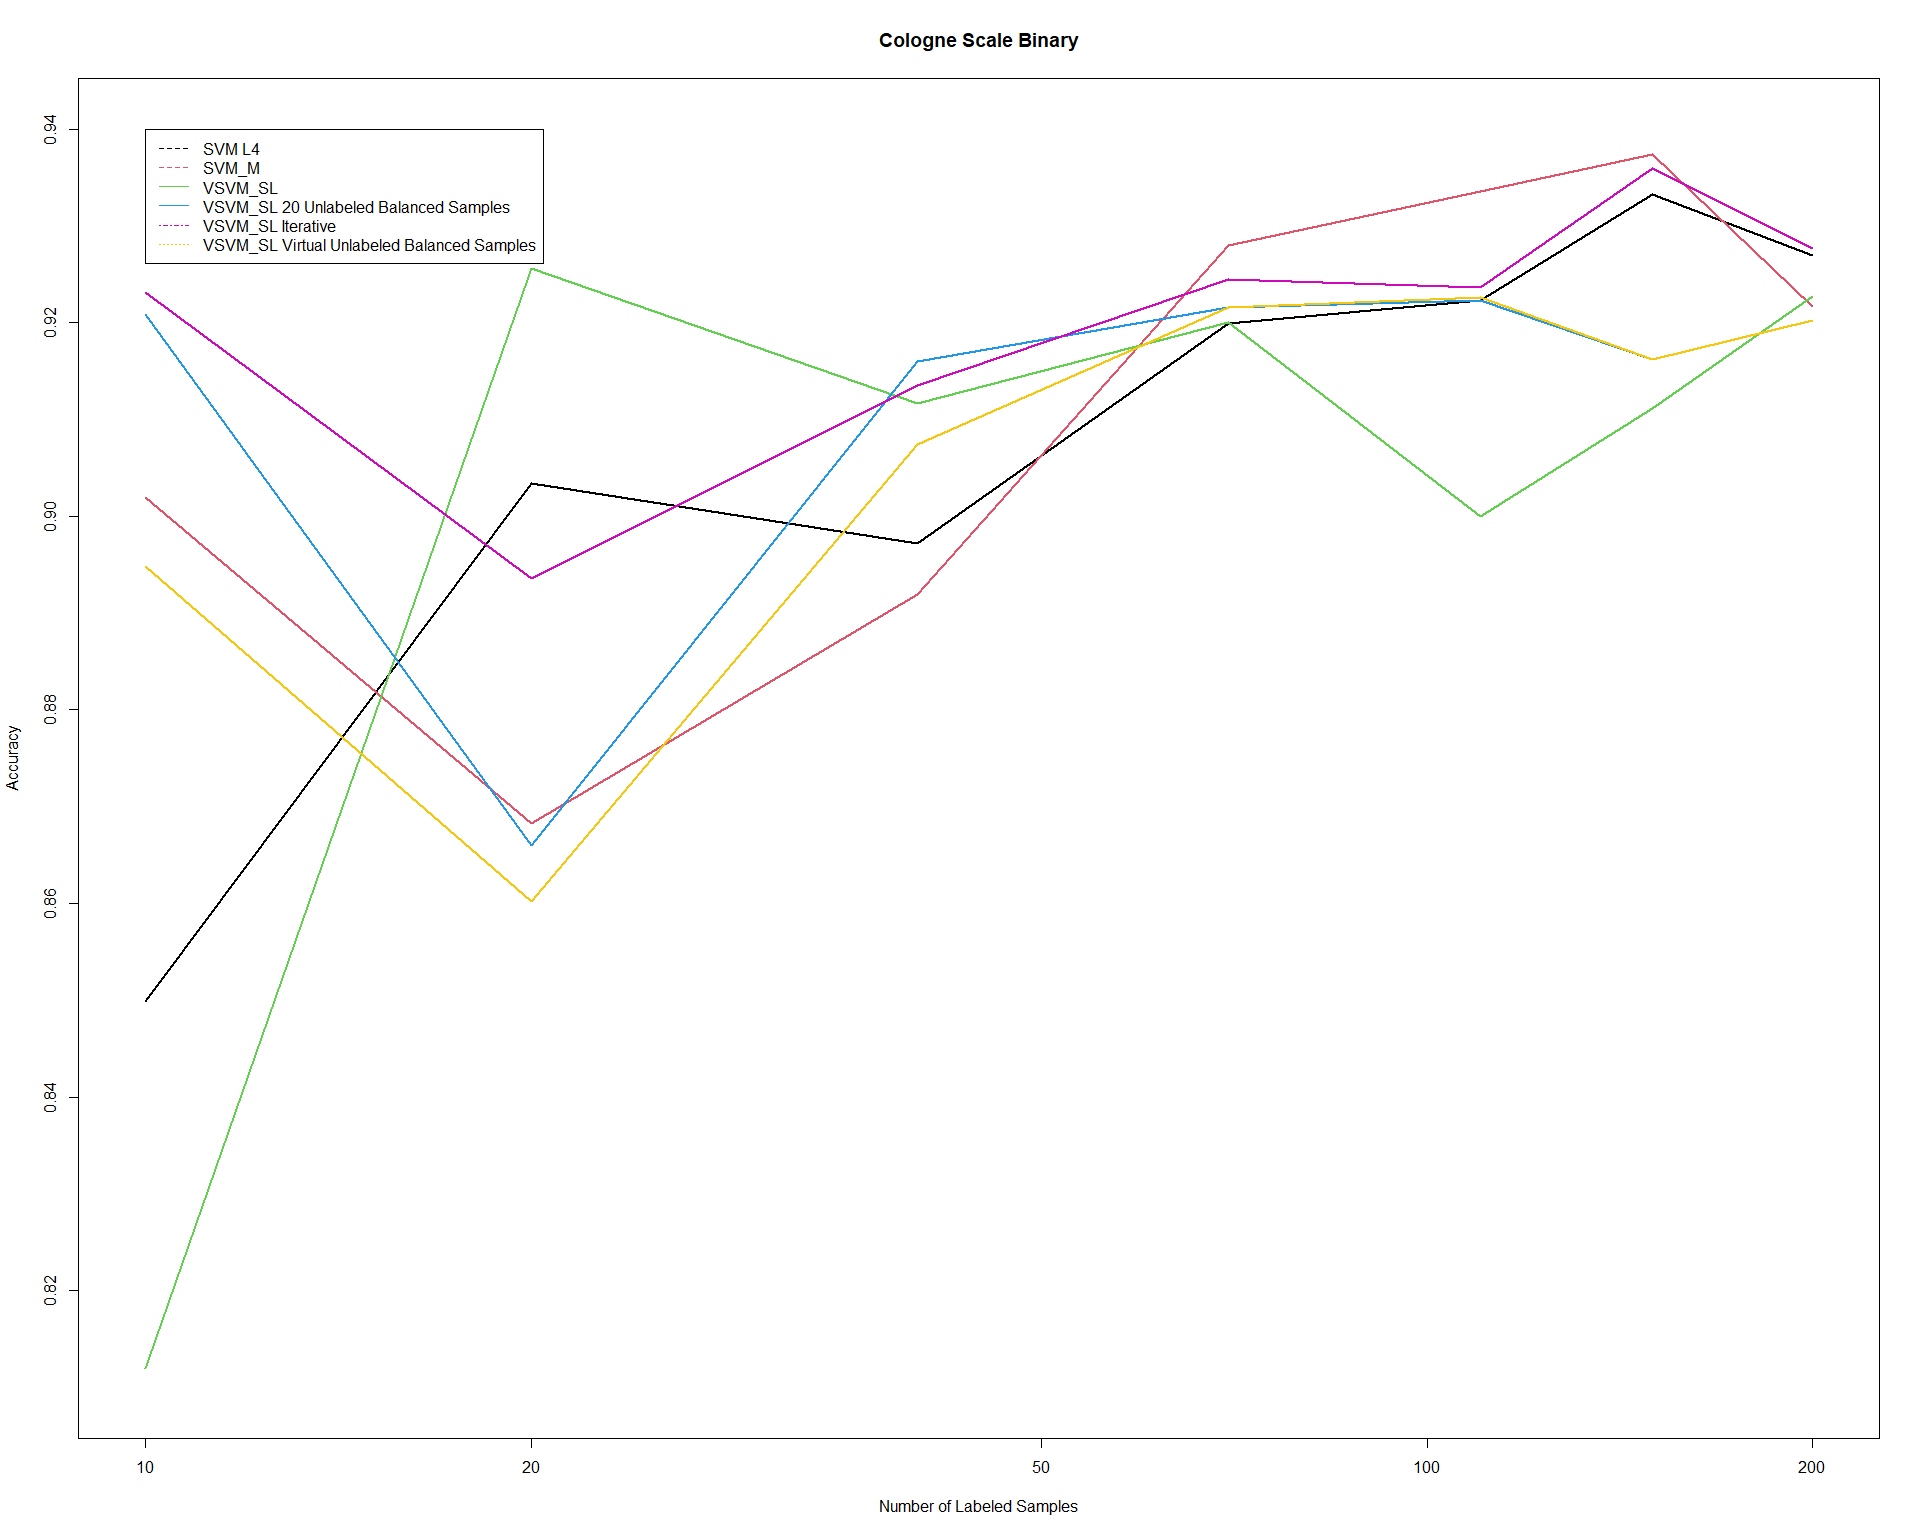 Cologne Scale Binary
0.94
SVM L4
SVM_M
VSVM_SL
VSVM_SL 20 Unlabeled Balanced Samples
VSVM_SL Iterative
VSVM_SL Virtual Unlabeled Balanced Samples
0.92
0.90
0.88
Accuracy
0.86
0.84
0.82
10 20 50 100 200
Number of Labeled Samples